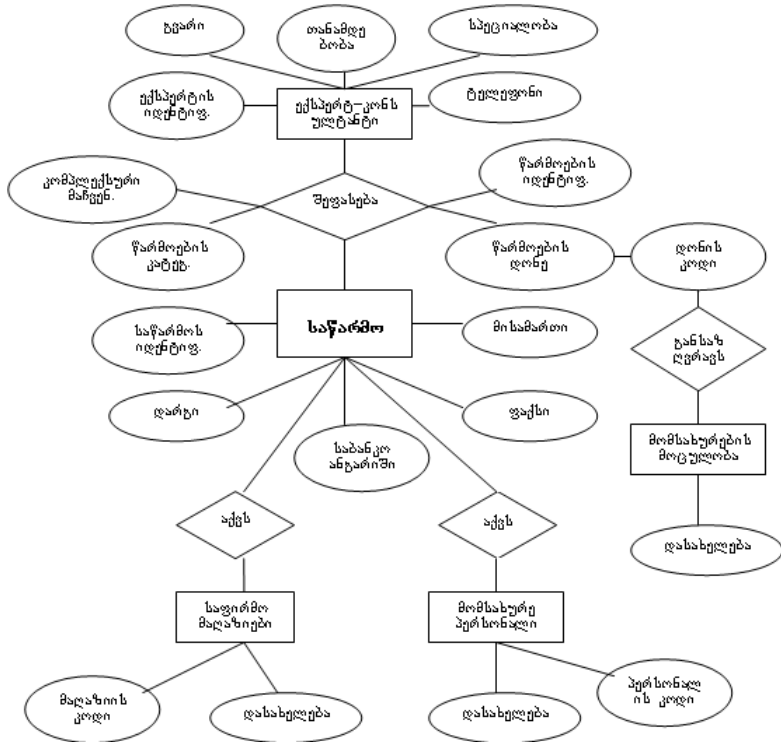 გვარი
თანამდე
ბობა
სპეციალობა
ექსპერტის
იდენტიფ.
ექსპერტ-კონს
ულტანტი
ტელეფონი
კომპლექსური
მაჩვენ.
შეფასება
წარმოების
იდენტიფ.
წარმოების
კატეგ.
წარმოების
დონე
დონის
კოდი
საწარმოს
იდენტიფ.
საწარმო
მისამართი
განსაზ
ღვრავს
დარგი
ფაქსი
საბანკო
ანგარიში
მომსახურების
მოცულობა
აქვს
აქვს
დასახელება
საფირმო
მაღაზიები
მომსახურე
პერსონალი
მაღაზიის
კოდი
დასახელება
დასახელება
პერსონალ
ის კოდი